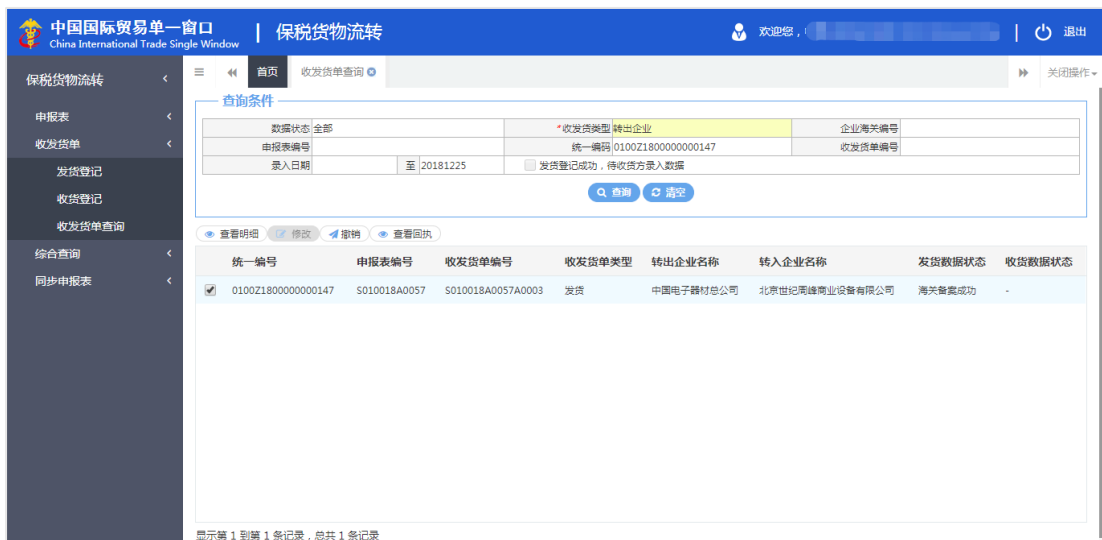 中国国际贸易单一窗口 | 保税货物流转
China International Trade Single Window
欢迎您， | 退出
保税货物流转
首页 收发货单查询 关闭操作
申报表
收发货单
发货登记
收货登记
收发货单查询
综合查询
同步申报表
查询条件
数据状态 全部 *收发货类型 转出企业 企业海关编号
申报表编号 统一编码 0100Z1800000000147 收发货单编号
录入日期 至 20181225 发货登记成功，待收货方录入数据
查询 清空
查看明细 修改 撤销 查看回执
统一编号 申报表编号 收发货单编号 收发货单类型 转出企业名称 转入企业名称 发货数据状态 收货数据状态
0100Z1800000000147 S010018A0057 S010018A0057A0003 发货 中国电子器材总公司 北京世纪周峰商业设备有限公司 海关备案成功 -
显示第 1 到第 1 条记录，总共 1 条记录